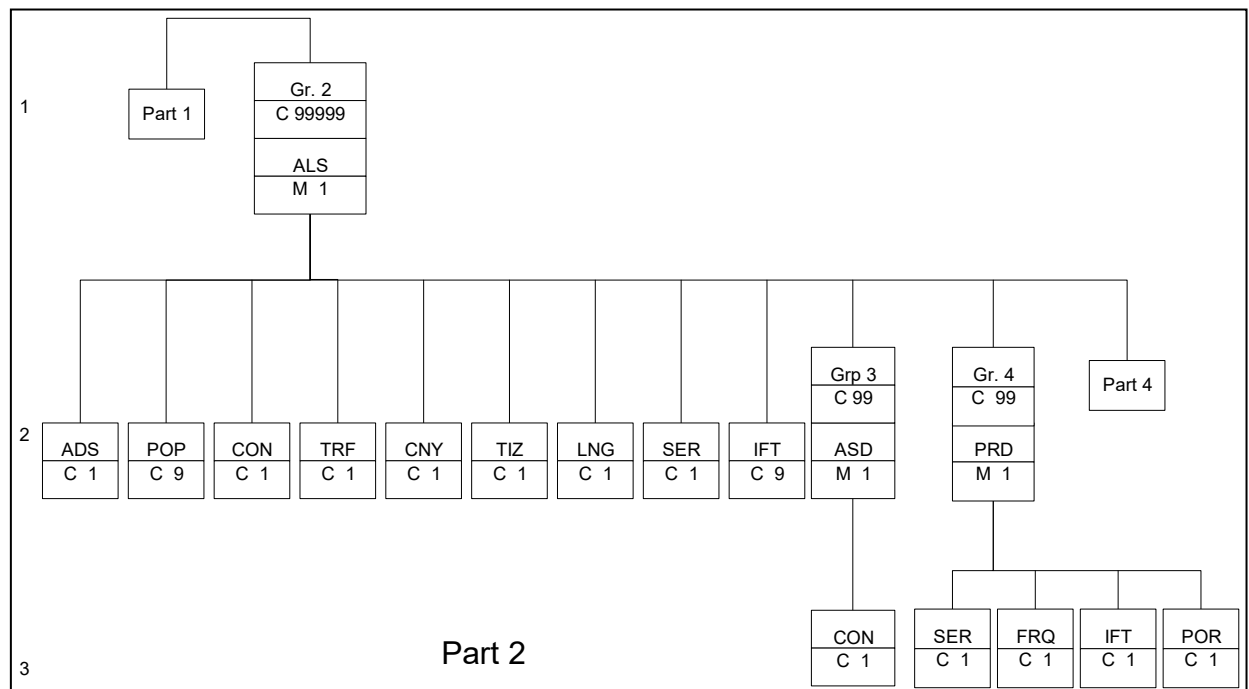 1
Part 1
Gr. 2
C 99999
ALS
M 1
2
ADS
C 1
POP
C 9
CON
C 1
TRF
C 1
CNY
C 1
TIZ
C 1
LNG
C 1
SER
C 1
IFT
C 9
Grp 3
C 99
ASD
M 1
Gr. 4
C 99
PRD
M 1
Part 4
3
Part 2
CON
C 1
SER
C 1
FRQ
C 1
IFT
C 1
POR
C 1